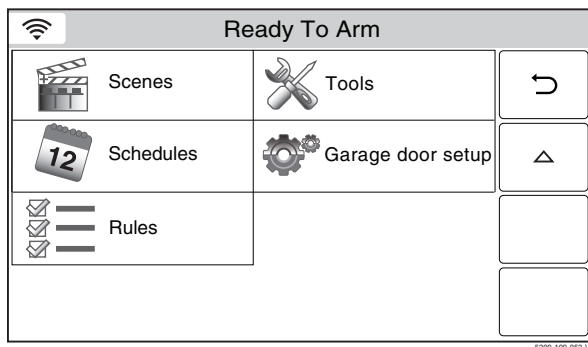 Ready To Arm
Scenes
Tools
12
Schedules
Garage door setup
Rules